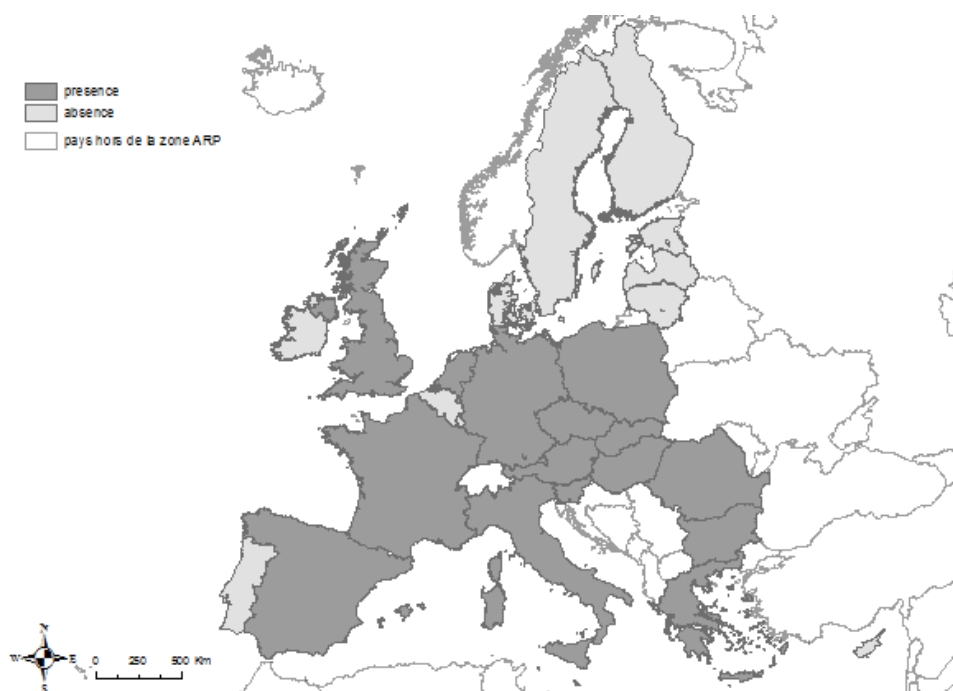 presence
absence
pays hors de la zone ARP
N
W
E
S
0 250 500 Km